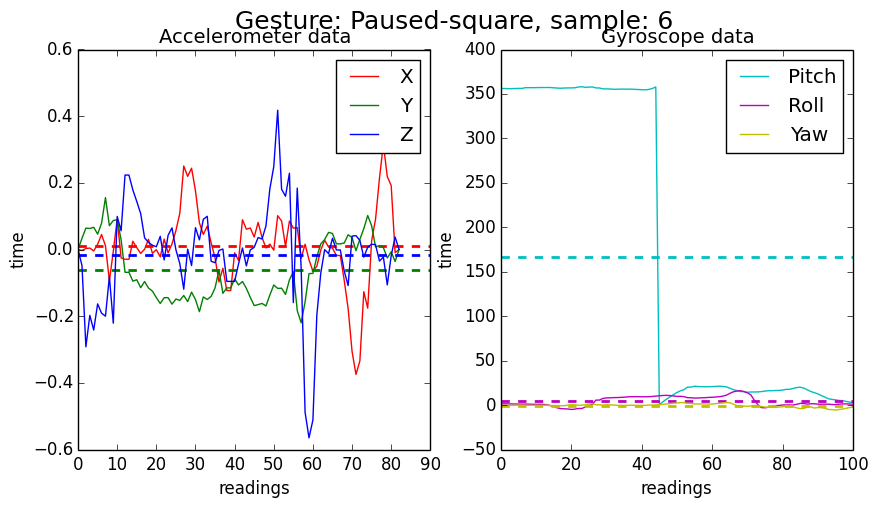 Gesture: Paused-square, sample: 6
Accelerometer data
0.6
0.4
0.2
0.0
−0.2
−0.4
−0.6
time
0 10 20 30 40 50 60 70 80 90
readings
X
Y
Z
Gyroscope data
400
350
300
250
200
150
100
50
0
−50
time
0 20 40 60 80 100
readings
Pitch
Roll
Yaw